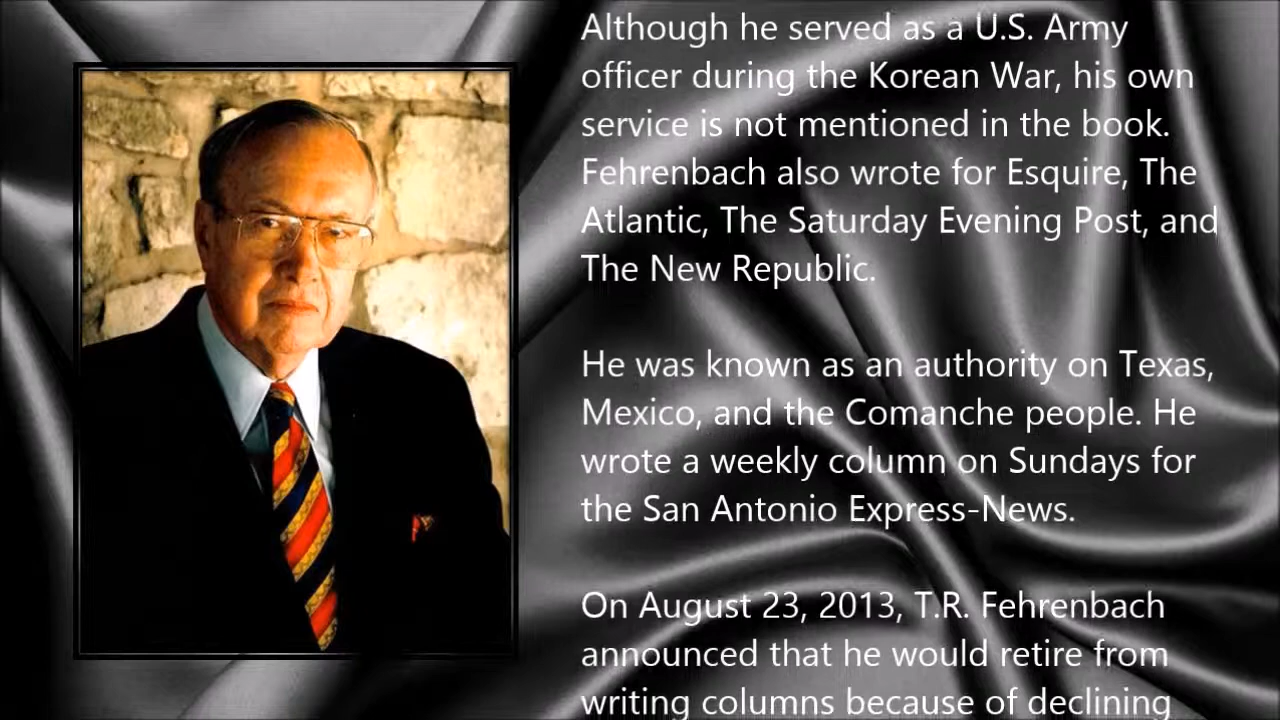 Although he served as a U.S. Army
officer during the Korean War, his own
service is not mentioned in the book.
Fehrenbach also wrote for Esquire, The
Atlantic, The Saturday Evening Post, and
The New Republic.
He was known as an authority on Texas,
Mexico, and the Comanche people. He
wrote a weekly column on Sundays for
the San Antonio Express-News.
On August 23, 2013, T.R. Fehrenbach
announced that he would retire from
writing columns because of declining